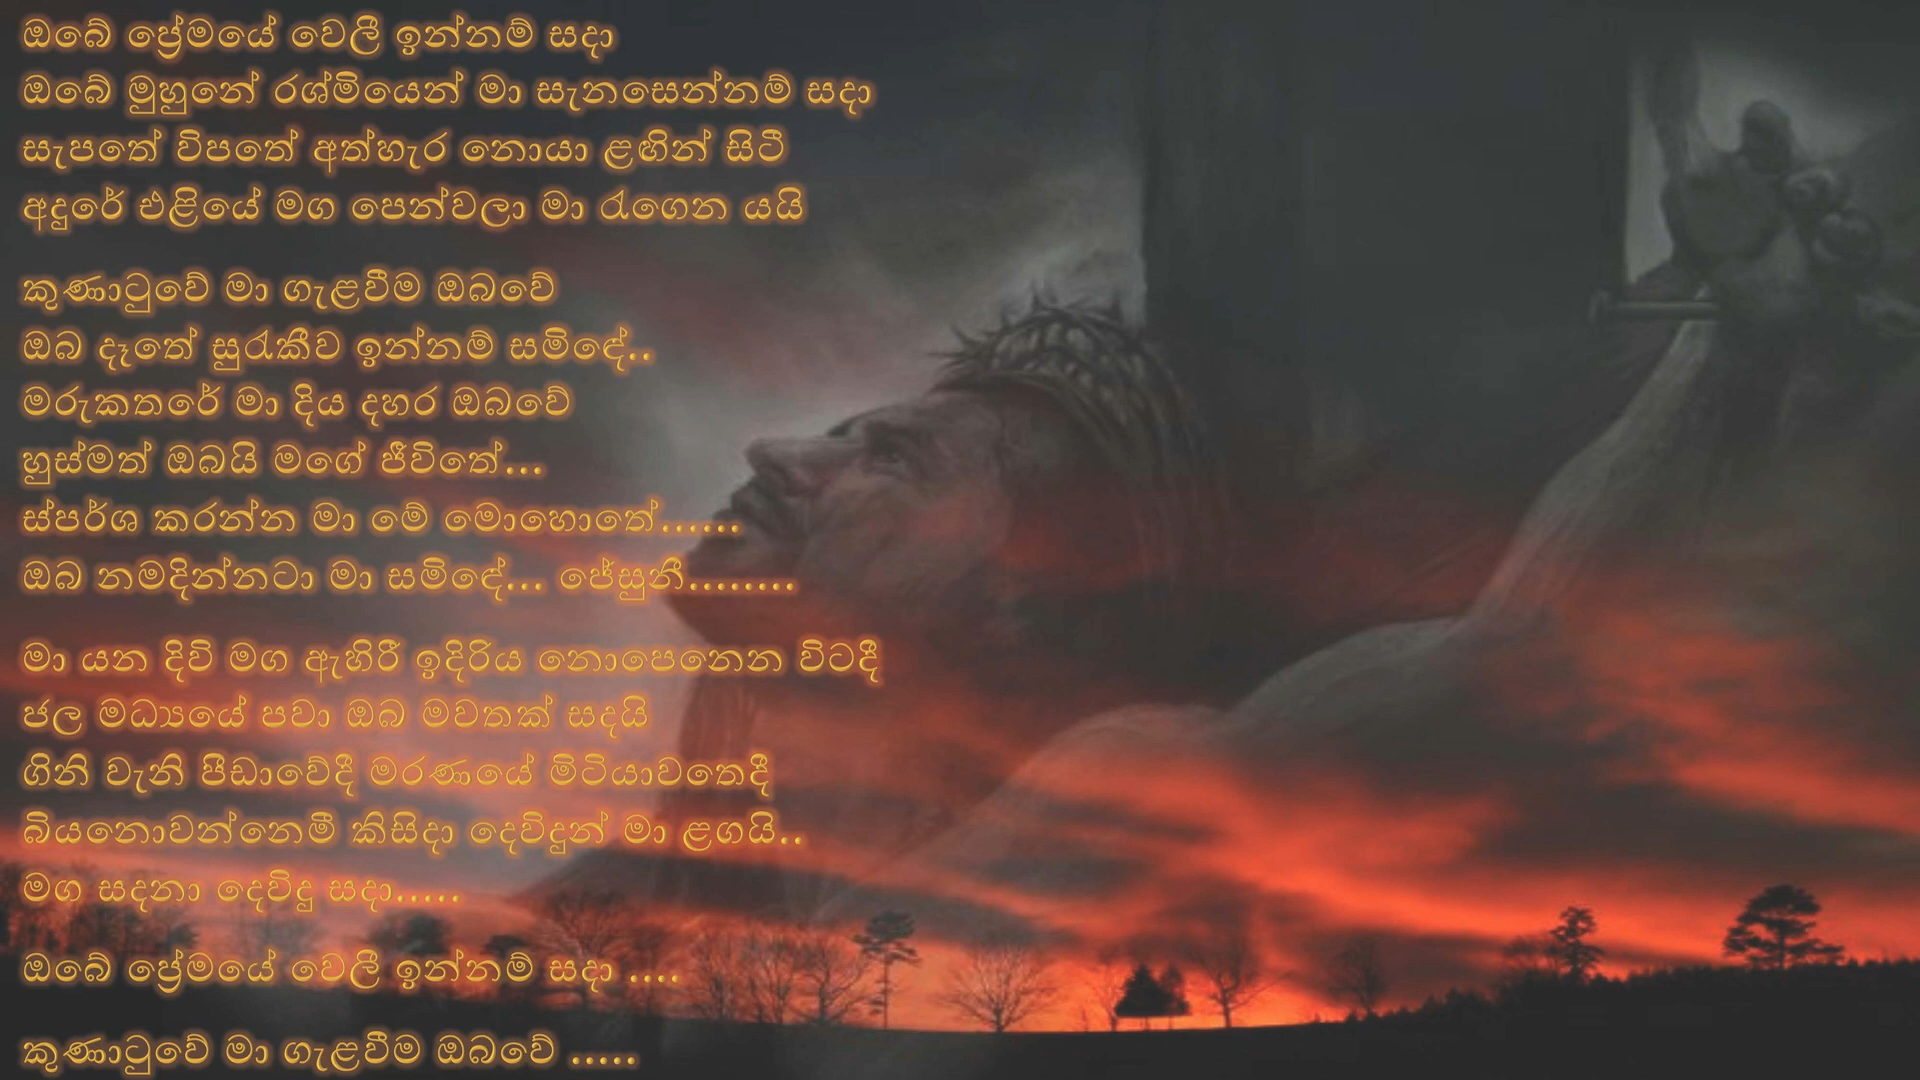 ඔබේ ප්‍රේමයේ වෙලී ඉන්නම් සදා
ඔබේ මුහුනේ රශ්මියෙන් මා සැනසෙන්නම් සදා
සැපතේ විපතේ අත්හැර නොයා ළඟින් සිටී
අදුරේ එළියේ මග පෙන්වලා මා රැගෙන යයි
කුණාටුවේ මා ගැළවීම ඔබවේ
ඔබ දෑතේ සුරැකීව ඉන්නම් සමිඳේ..
මරුකතරේ මා දිය දහර ඔබවේ
හුස්මත් ඔබයි මගේ ජීවිතේ...
ස්පර්ශ කරන්න මා මේ මොහොතේ......
ඔබ නමදින්නටා මා සමිඳේ... ජේසුනී........
මා යන දිවි මග ඇහිරී ඉදිරිය නොපෙනෙන විටදී
ජල මධ්‍යයේ පවා ඔබ මවතක් සදයි
ගිනි වැනි පීඩාවේදී මරණයේ මිටියාවතෙදී
බියනොවන්නෙමී කිසිදා දෙවිදුන් මා ළගයි..
මග සදනා දෙවිදු සදා.....
ඔබේ ප්‍රේමයේ වෙලී ඉන්නම් සදා ....
කුණාටුවේ මා ගැළවීම ඔබවේ .....